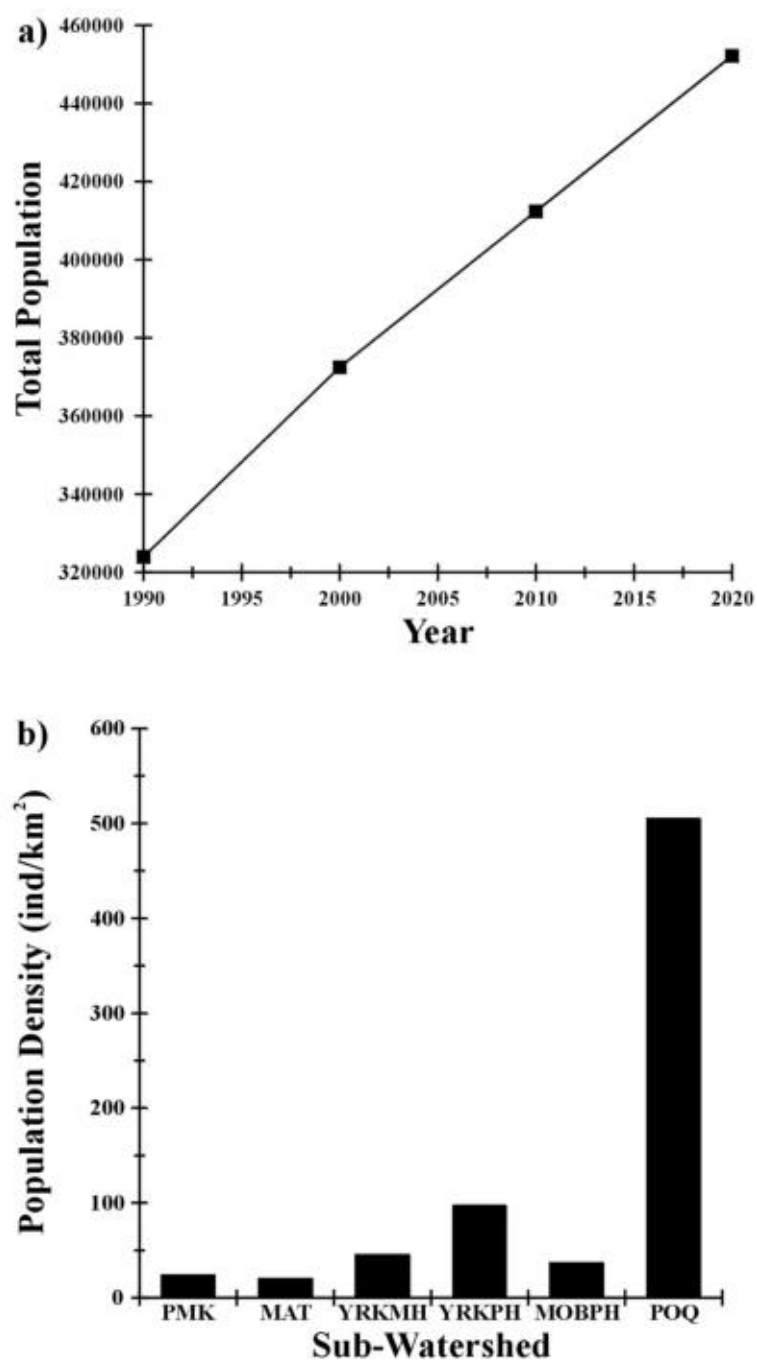 a)
460000
440000
420000
400000
380000
360000
340000
320000
Total Population
1990 1995 2000 2005 2010 2015 2020
Year
b)
600
500
400
300
200
100
0
Population Density (ind/km²)
PMK MAT YRKMH YRKPH MOBPH POQ
Sub-Watershed